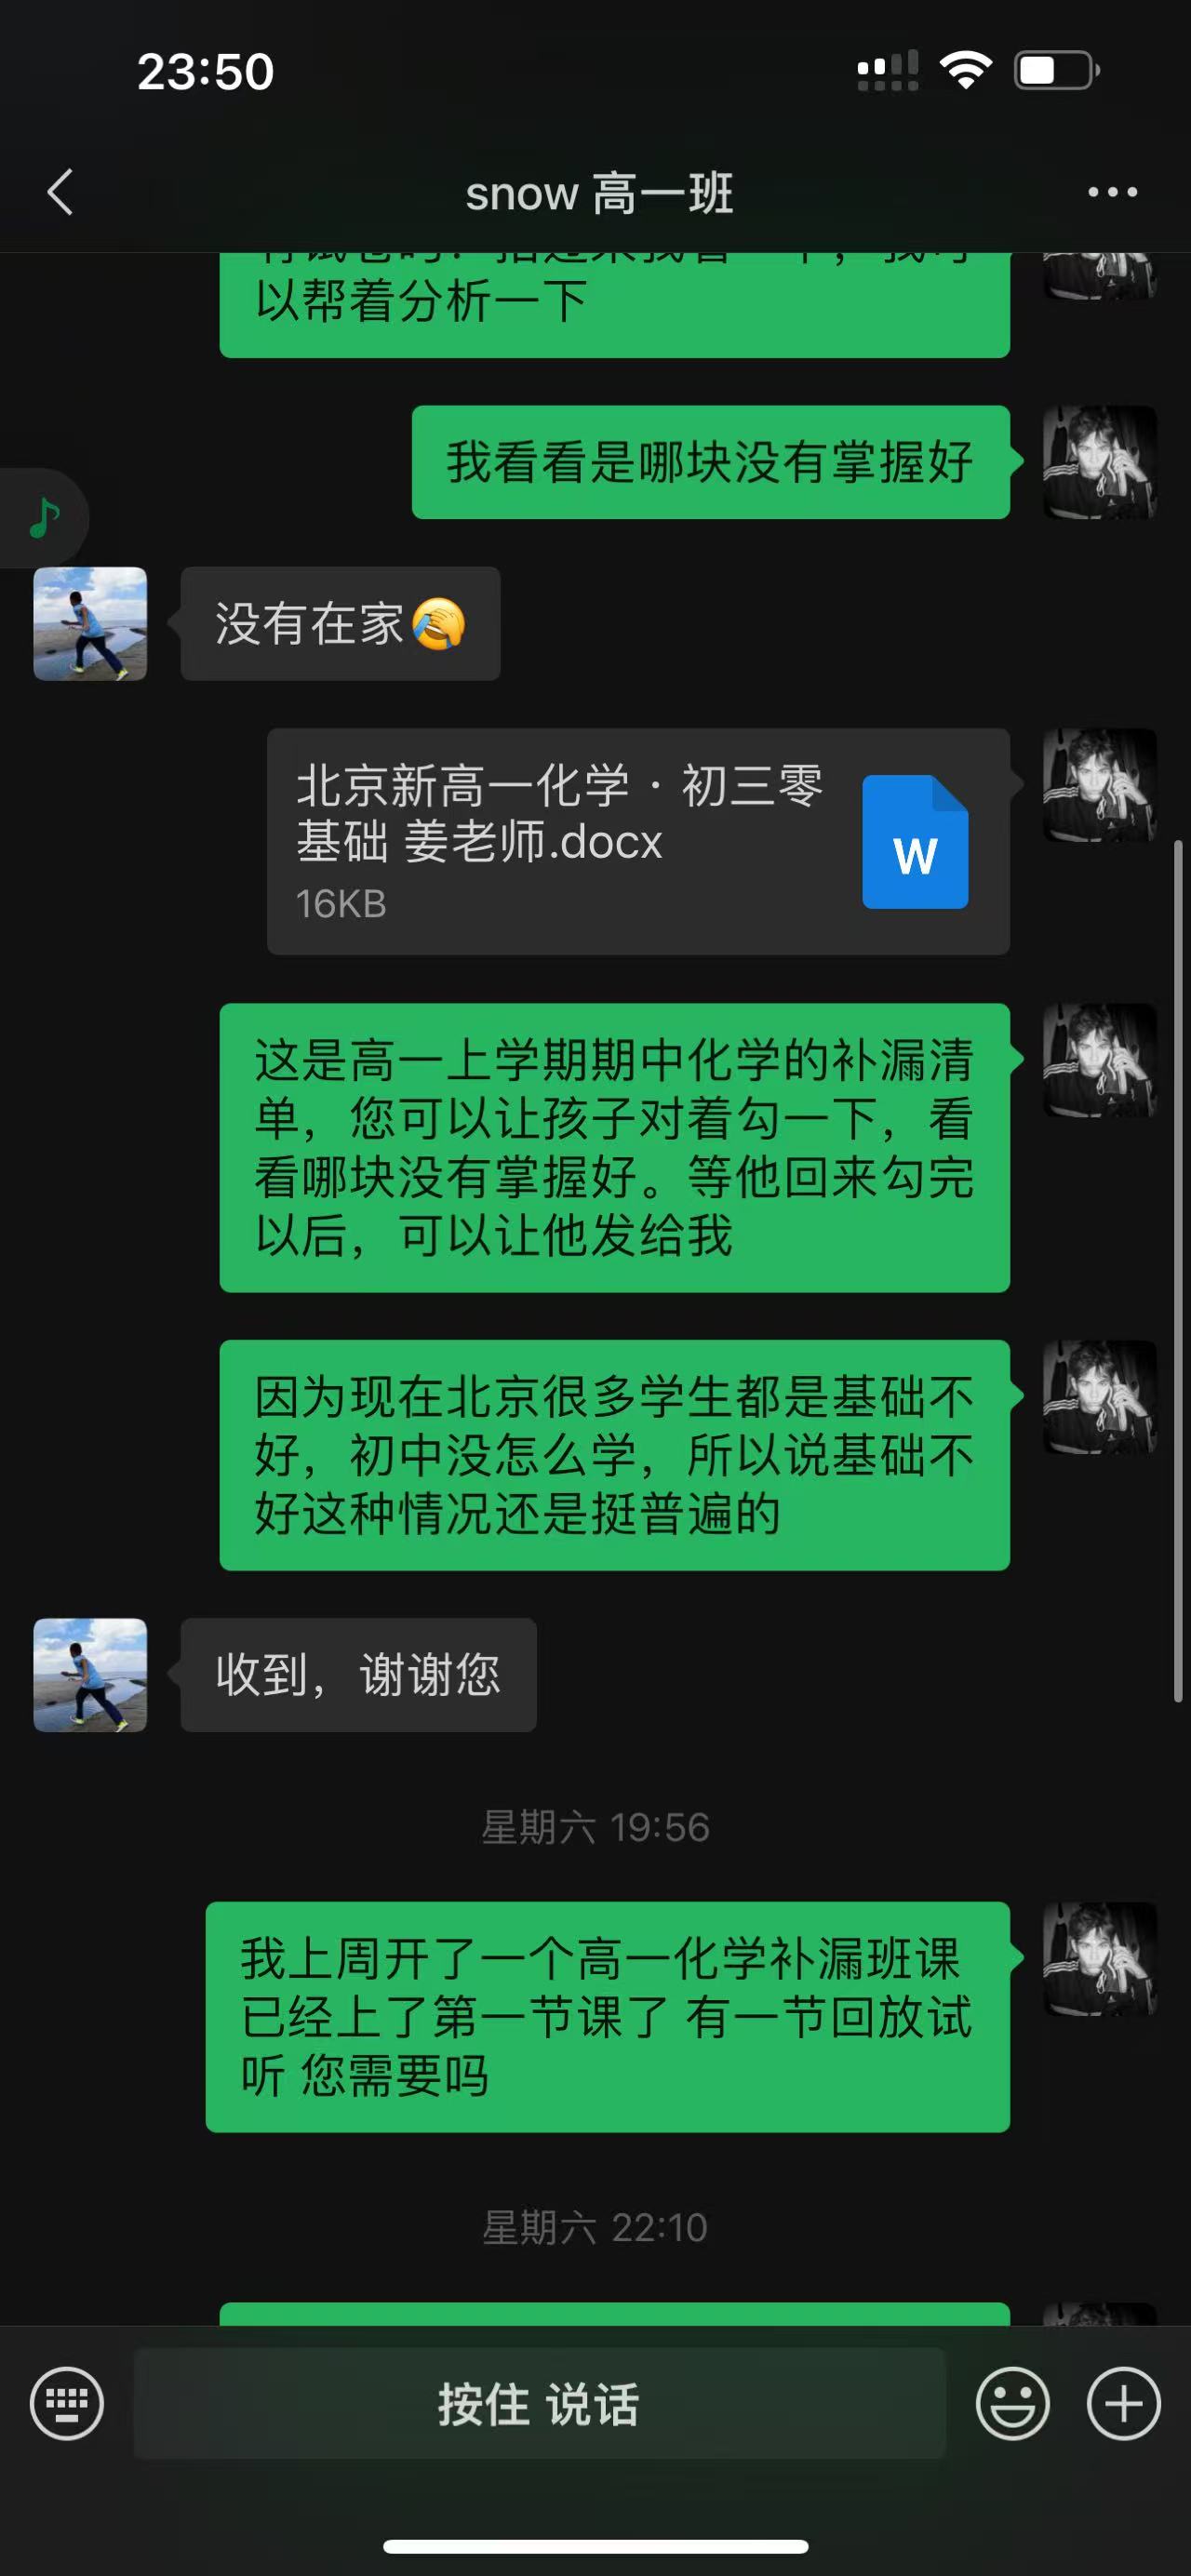 23:50
snow 高一班
以帮着分析一下
我看看是哪块没有掌握好
没有在家🤦
北京新高一化学·初三零
基础 姜老师.docx
16KB
W
这是高一上学期期中化学的补漏清
单，您可以让孩子对着勾一下，看
看哪块没有掌握好。等他回来勾完
以后，可以让他发给我
因为现在北京很多学生都是基础不
好，初中没怎么学，所以说基础不
好这种情况还是挺普遍的
收到，谢谢您
星期六 19:56
我上周开了一个高一化学补漏班课
已经上了第一节课了 有一节回放试
听 您需要吗
星期六 22:10
按住 说话